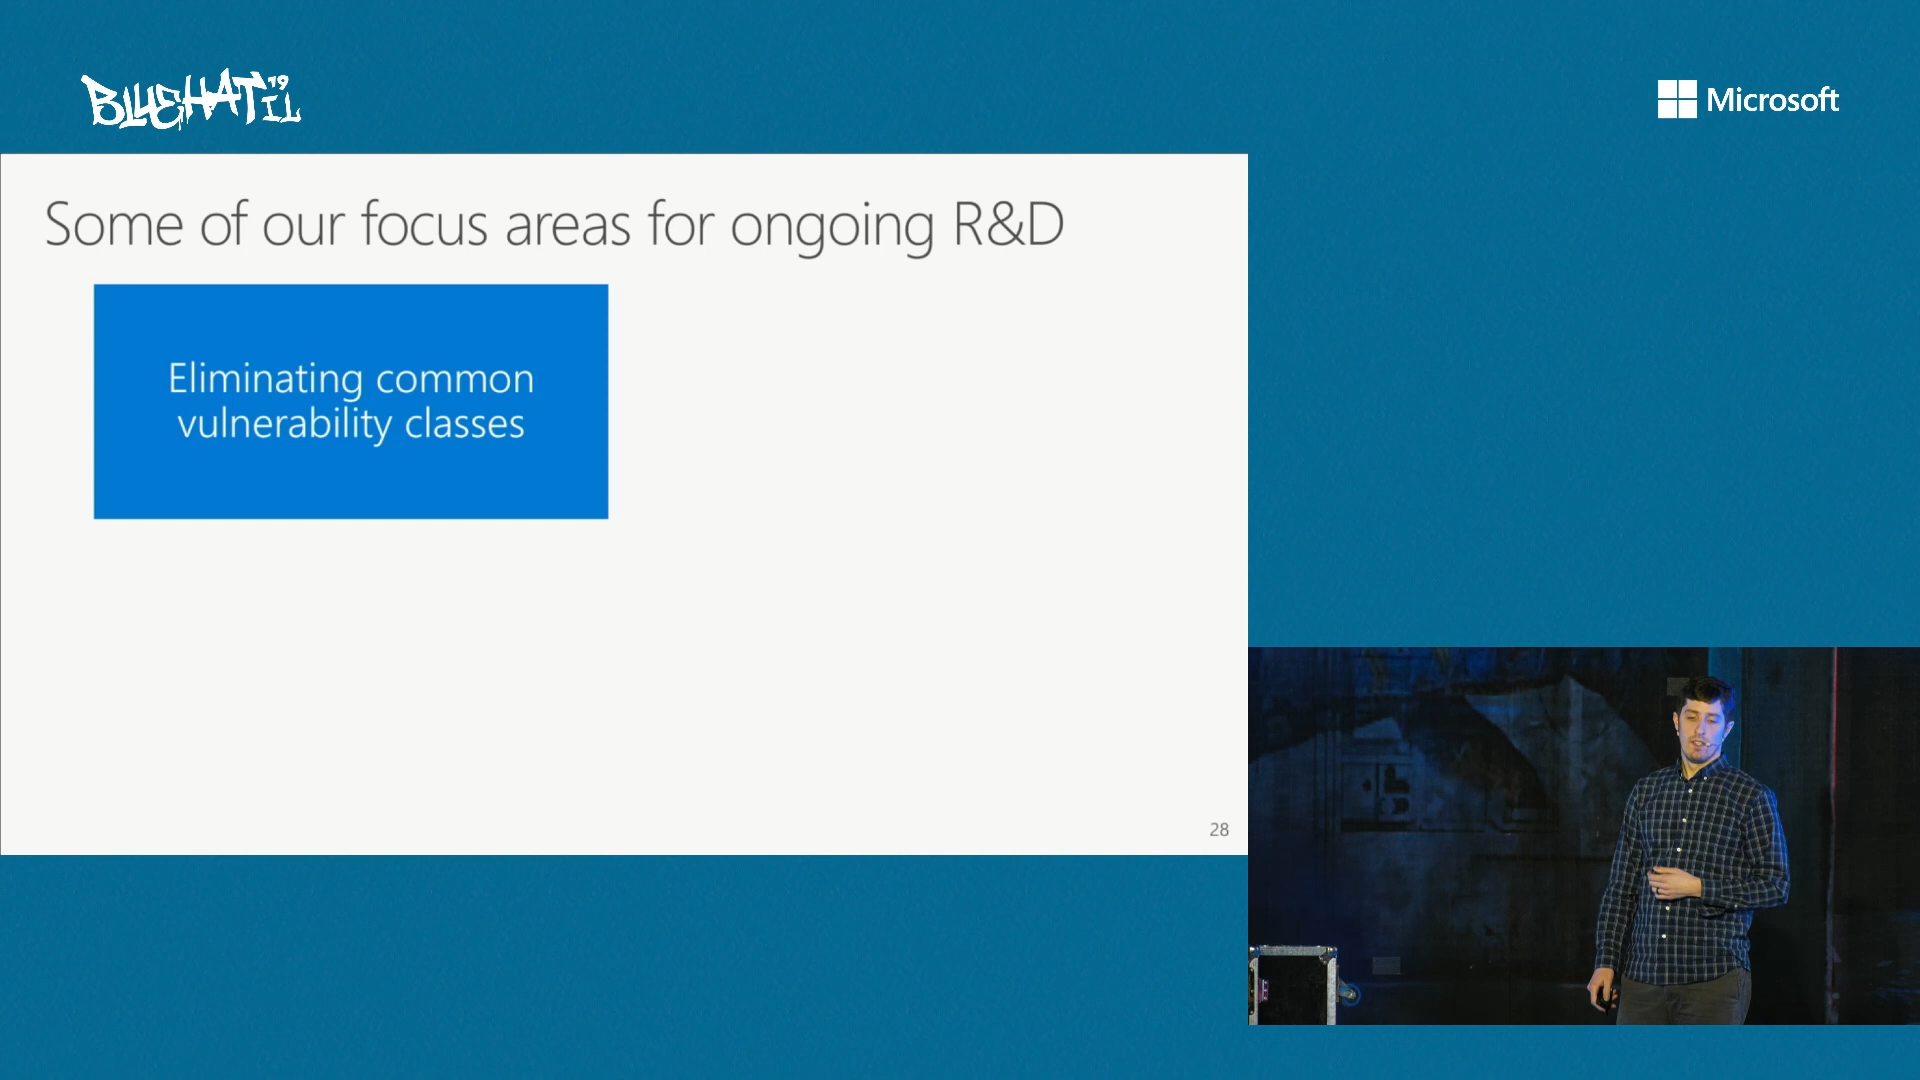 BLUEHAT IL 19
Microsoft
Some of our focus areas for ongoing R&D
Eliminating common
vulnerability classes
28